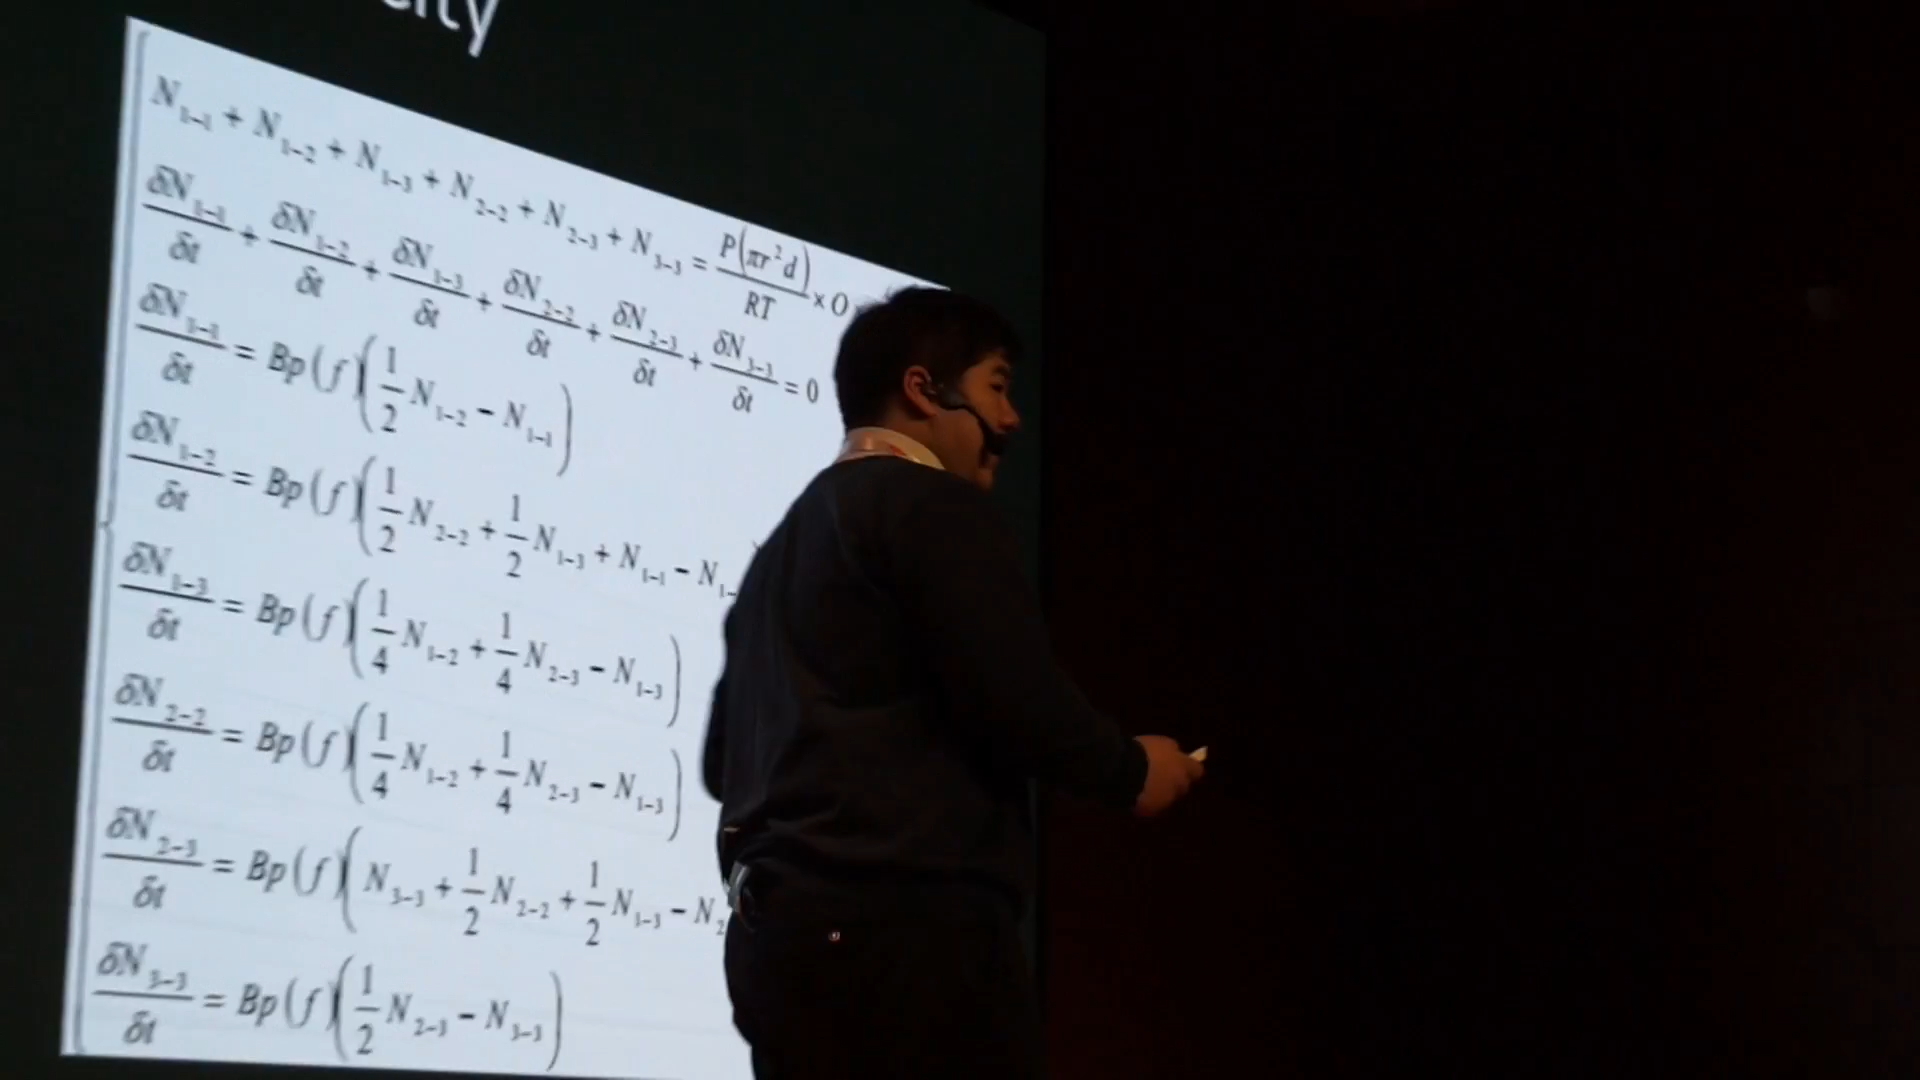 ity
N₁₋₁ + N₁₋₂ + N₁₋₃ + N₂₋₂ + N₂₋₃ + N₃₋₃ = P(πr²d)/RT × O
δN₁₋₁/δt + δN₁₋₂/δt + δN₁₋₃/δt + δN₂₋₂/δt + δN₂₋₃/δt + δN₃₋₃/δt = 0
δN₁₋₁/δt = Bp(f)(1/2 N₁₋₂ − N₁₋₁)
δN₁₋₂/δt = Bp(f)(1/2 N₂₋₂ + 1/2 N₁₋₃ + N₁₋₁ − N₁₋
δN₁₋₃/δt = Bp(f)(1/4 N₁₋₂ + 1/4 N₂₋₃ − N₁₋₃)
δN₂₋₂/δt = Bp(f)(1/4 N₁₋₂ + 1/4 N₂₋₃ − N₁₋₃)
δN₂₋₃/δt = Bp(f)(N₃₋₃ + 1/2 N₂₋₂ + 1/2 N₁₋₃ − N₂
δN₃₋₃/δt = Bp(f)(1/2 N₂₋₃ − N₃₋₃)